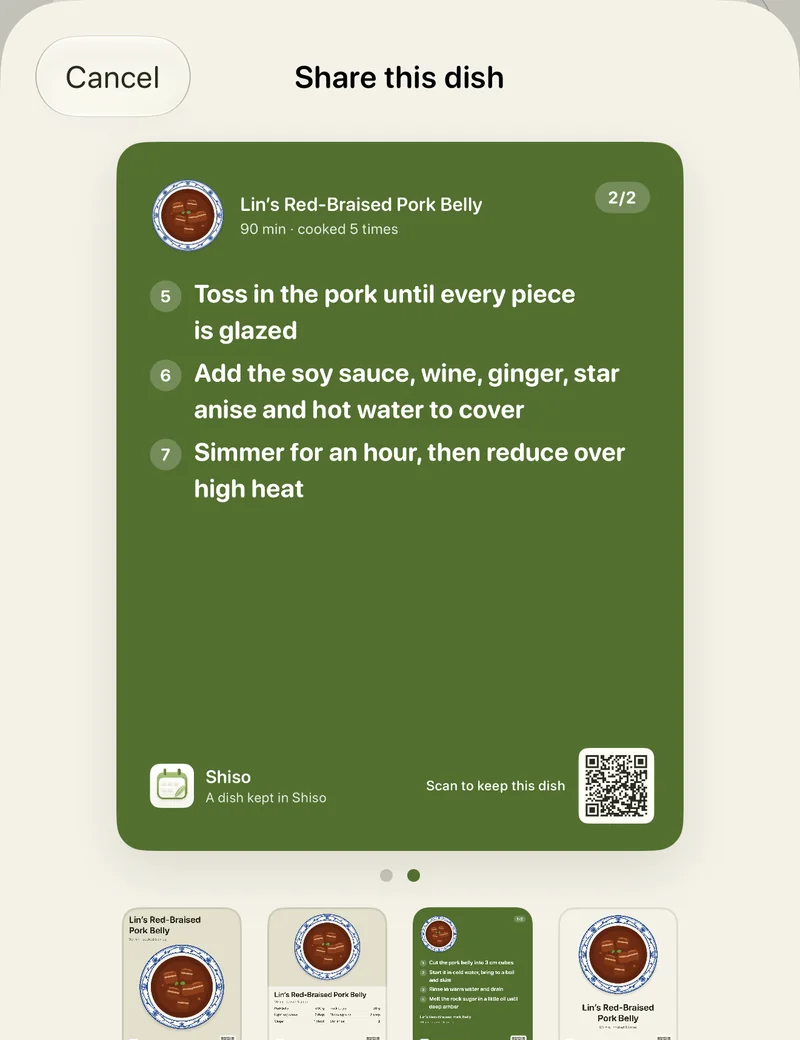 Cancel
Share this dish
Lin's Red-Braised Pork Belly
90 min · cooked 5 times
2/2
5 Toss in the pork until every piece
is glazed
6 Add the soy sauce, wine, ginger, star
anise and hot water to cover
7 Simmer for an hour, then reduce over
high heat
Shiso
A dish kept in Shiso
Scan to keep this dish
Lin's Red-Braised
Pork Belly
Lin's Red-Braised Pork Belly
Cut the pork belly into 3 cm cubes
Start it in cold water, bring to a boil
and skim
Rinse in warm water and drain
Melt the rock sugar in a little oil until
deep amber
Lin's Red-Braised
Pork Belly